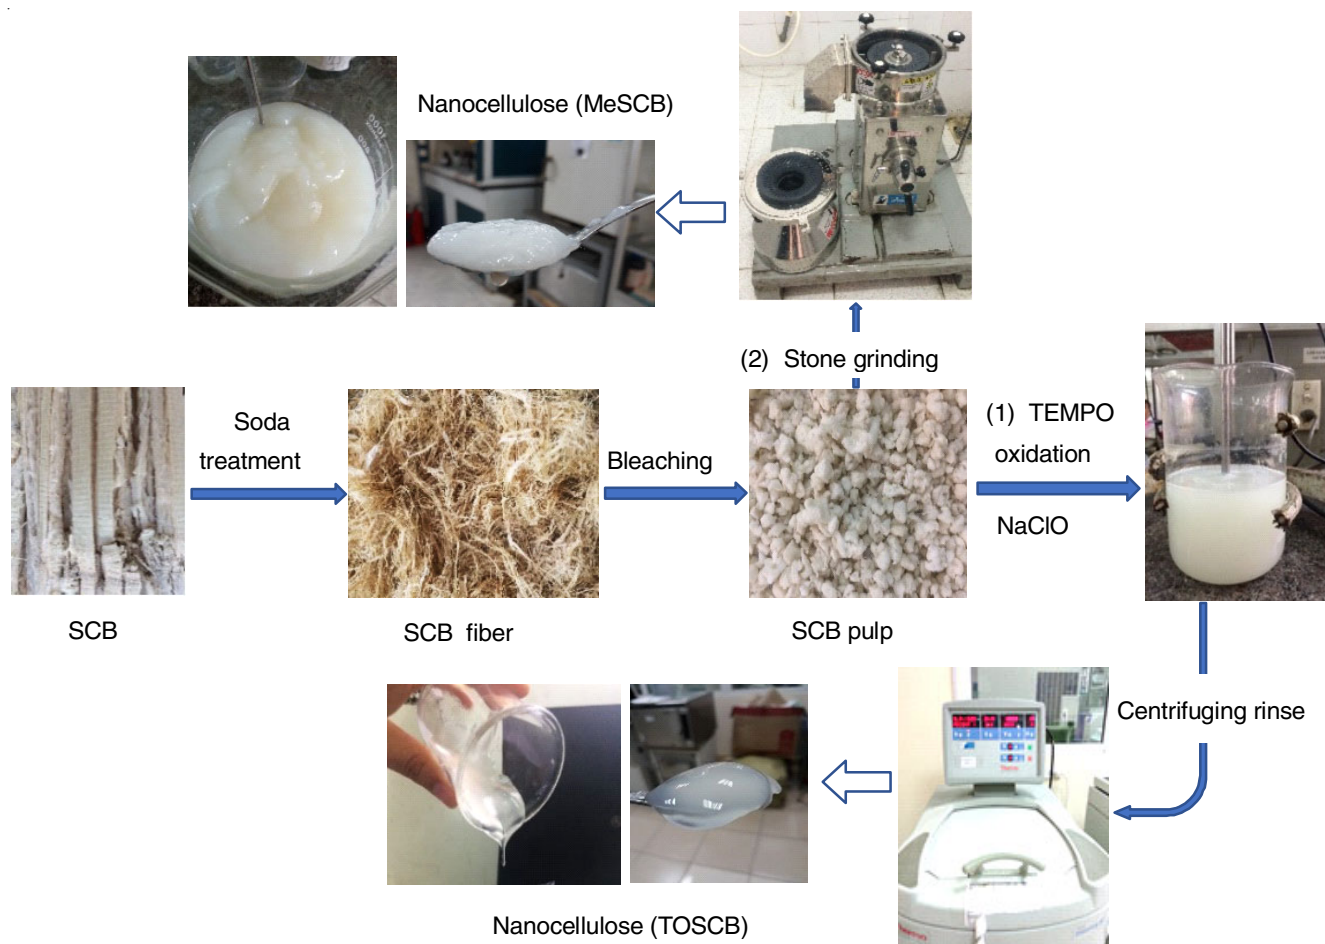 Nanocellulose (MeSCB)
(2) Stone grinding
Soda
treatment
Bleaching
(1) TEMPO
oxidation
NaClO
SCB
SCB fiber
SCB pulp
Centrifuging rinse
Nanocellulose (TOSCB)